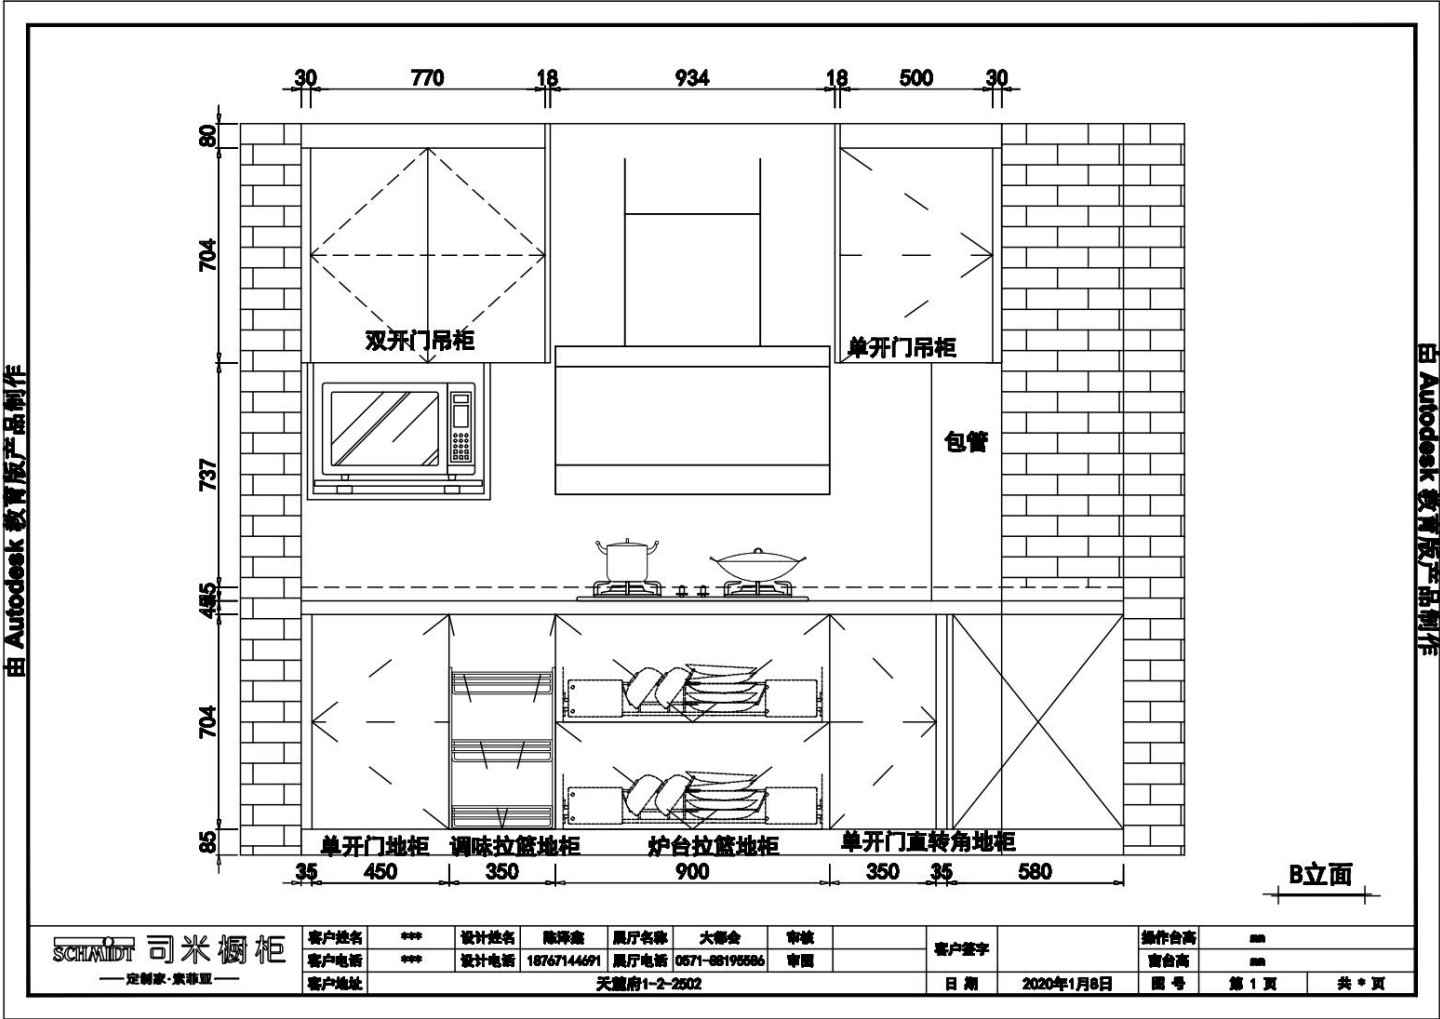 30 770 18 934 18 500 30
80
704
双开门吊柜
单开门吊柜
包管
737
704
85
单开门地柜 调味拉篮地柜 炉台拉篮地柜 单开门直转角地柜
35 450 350 900 350 35 580
B立面
由 Autodesk 教育版产品制作
由 Autodesk 教育版产品制作
SCHMIDT 司米橱柜
定制家·索菲亚
客户姓名 *** 设计姓名 陈泽鑫 展厅名称 大都会 审核
客户电话 *** 设计电话 18767144691 展厅电话 0571-88195586 审图
客户地址 天麓府1-2-2502
客户签字
日 期 2020年1月8日
操作台高 mm
窗台高 mm
图 号 第 1 页 共 * 页